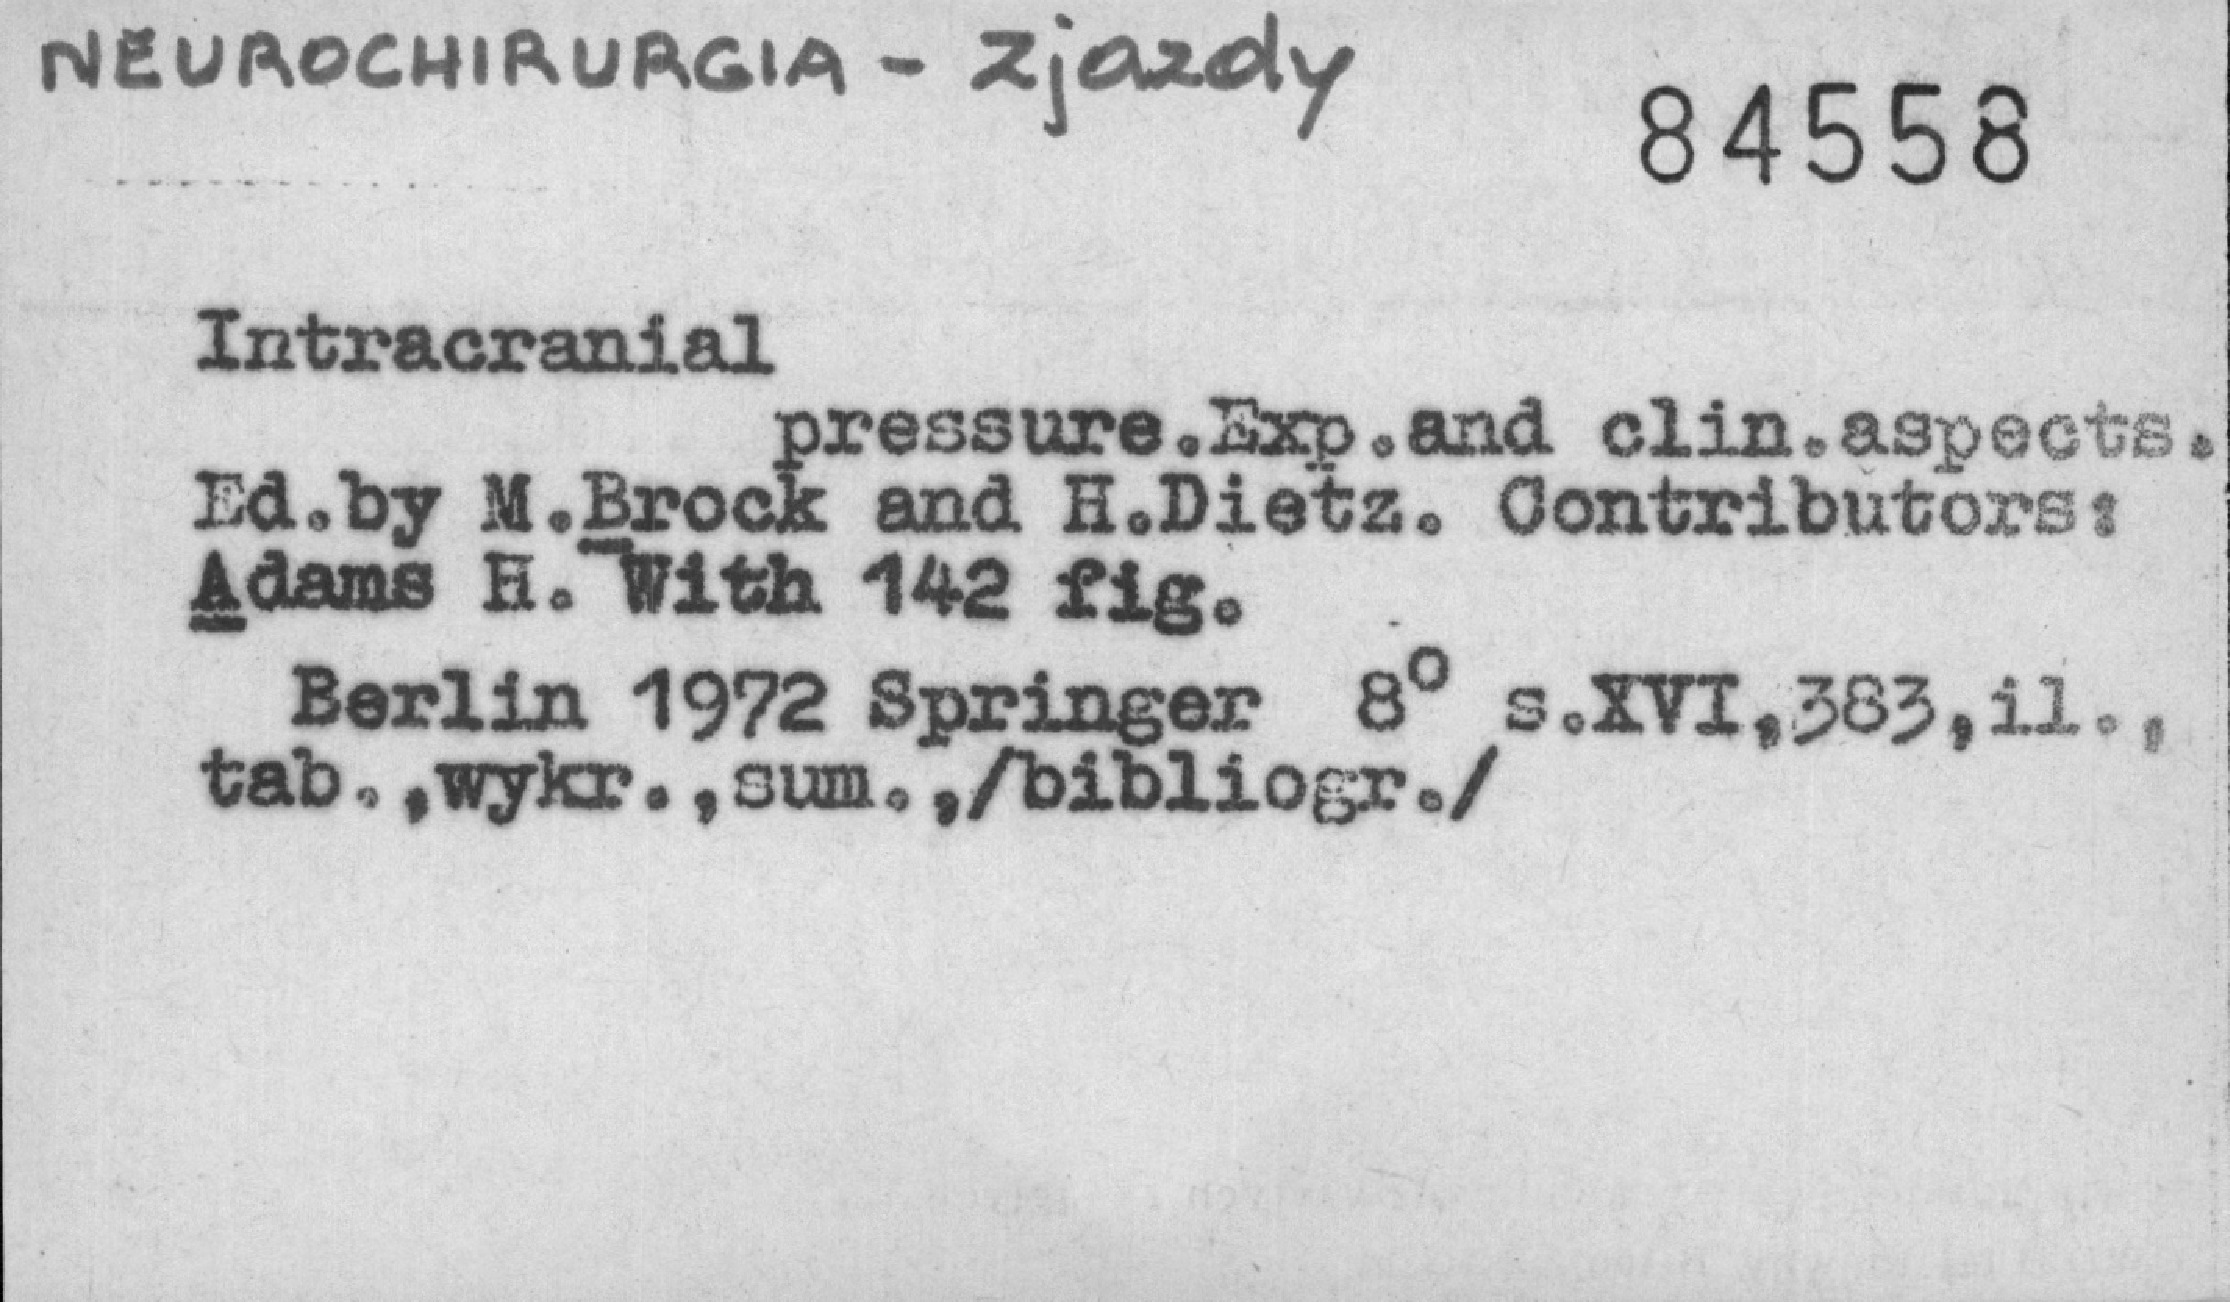 NEUROCHIRURGIA - zjazdy
84558
Intracranial
pressure.Exp.and clin.aspects.
Ed.by M.Brock and H.Dietz. Contributors:
Adams H. With 142 fig.
Berlin 1972 Springer 8° s.XVI,383,il.,
tab.,wykr.,sum.,/bibliogr./